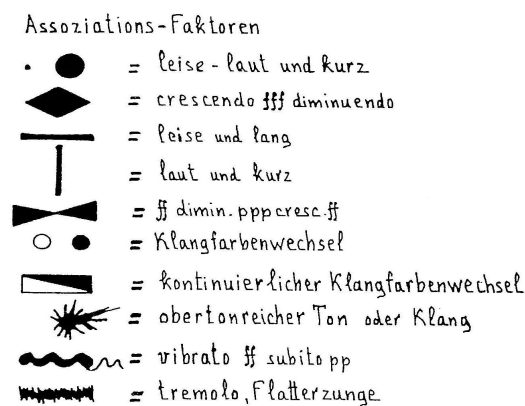 Assoziations-Faktoren
= leise - laut und kurz
= crescendo fff diminuendo
= leise und lang
= laut und kurz
= ff dimin. ppp cresc. ff
= Klangfarbenwechsel
= kontinuierlicher Klangfarbenwechsel
= obertonreicher Ton oder Klang
= vibrato ff subito pp
= tremolo, Flatterzunge